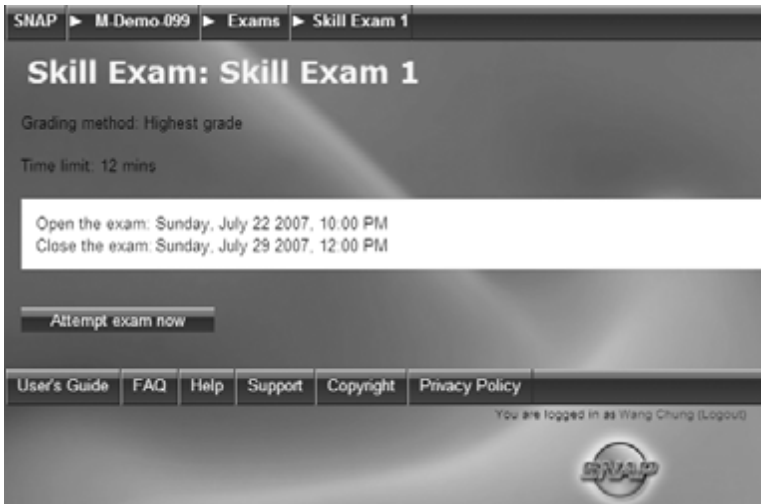 SNAP ► M-Demo-099 ► Exams ► Skill Exam 1
Skill Exam: Skill Exam 1
Grading method: Highest grade
Time limit: 12 mins
Open the exam: Sunday, July 22 2007, 10:00 PM
Close the exam: Sunday, July 29 2007, 12:00 PM
Attempt exam now
User's Guide FAQ Help Support Copyright Privacy Policy
You are logged in as Wang Chung (Logout)
SNAP